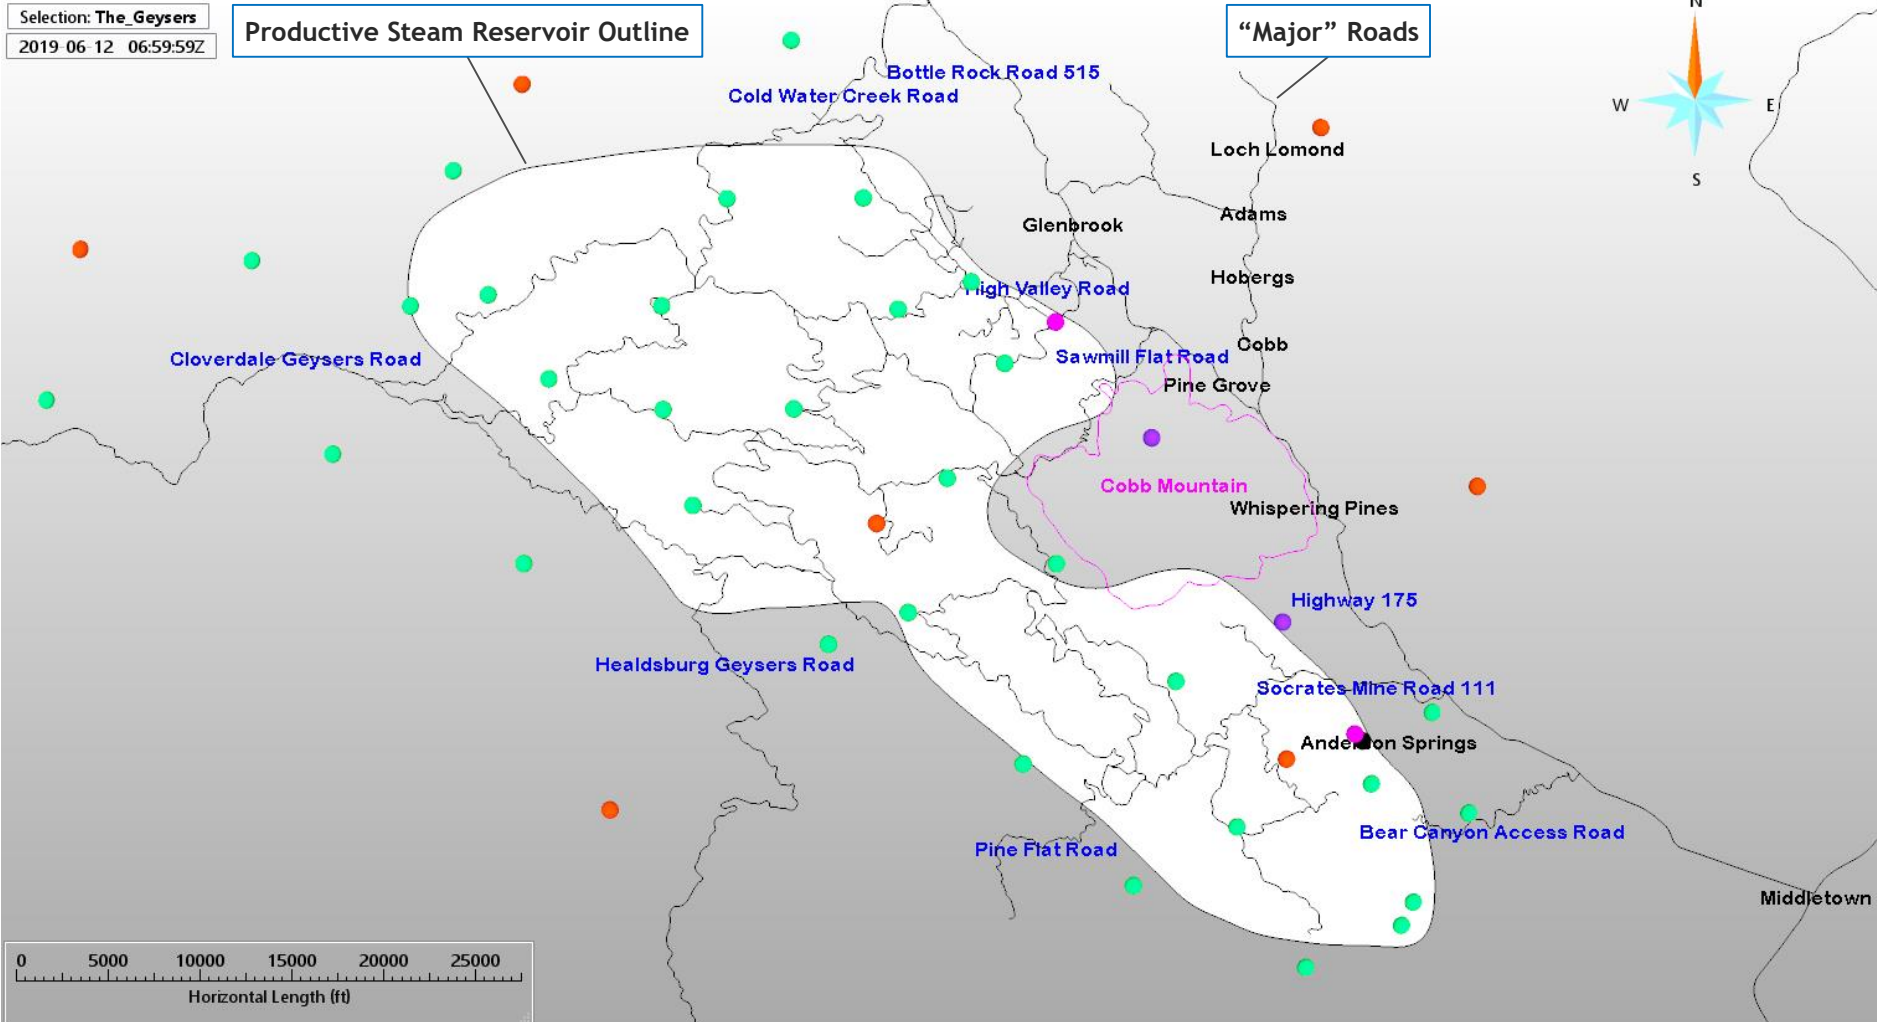 Selection: The_Geysers
2019-06-12 06:59:59Z
Productive Steam Reservoir Outline
“Major” Roads
N
W
E
S
Bottle Rock Road 515
Cold Water Creek Road
Loch Lomond
Adams
Glenbrook
Hobergs
High Valley Road
Cobb
Sawmill Flat Road
Cloverdale Geysers Road
Pine Grove
Cobb Mountain
Whispering Pines
Highway 175
Healdsburg Geysers Road
Socrates Mine Road 111
Anderson Springs
Bear Canyon Access Road
Pine Flat Road
Middletown
0 5000 10000 15000 20000 25000
Horizontal Length (ft)